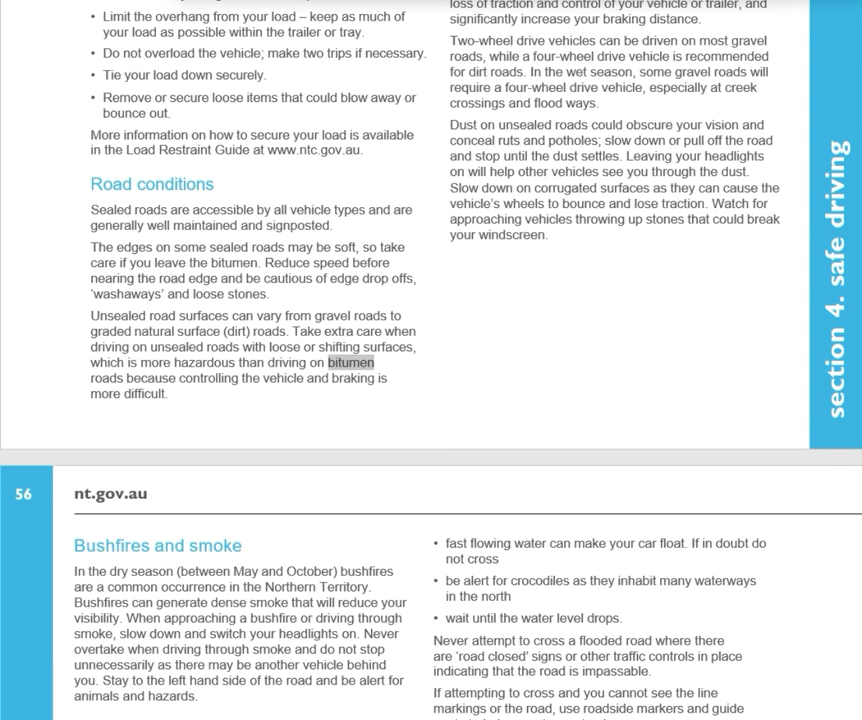 • Limit the overhang from your load – keep as much of
your load as possible within the trailer or tray.
• Do not overload the vehicle; make two trips if necessary.
• Tie your load down securely.
• Remove or secure loose items that could blow away or
bounce out.
More information on how to secure your load is available
in the Load Restraint Guide at www.ntc.gov.au.
Road conditions
Sealed roads are accessible by all vehicle types and are
generally well maintained and signposted.
The edges on some sealed roads may be soft, so take
care if you leave the bitumen. Reduce speed before
nearing the road edge and be cautious of edge drop offs,
'washaways' and loose stones.
Unsealed road surfaces can vary from gravel roads to
graded natural surface (dirt) roads. Take extra care when
driving on unsealed roads with loose or shifting surfaces,
which is more hazardous than driving on bitumen
roads because controlling the vehicle and braking is
more difficult.
loss of traction and control of your vehicle or trailer, and
significantly increase your braking distance.
Two-wheel drive vehicles can be driven on most gravel
roads, while a four-wheel drive vehicle is recommended
for dirt roads. In the wet season, some gravel roads will
require a four-wheel drive vehicle, especially at creek
crossings and flood ways.
Dust on unsealed roads could obscure your vision and
conceal ruts and potholes; slow down or pull off the road
and stop until the dust settles. Leaving your headlights
on will help other vehicles see you through the dust.
Slow down on corrugated surfaces as they can cause the
vehicle's wheels to bounce and lose traction. Watch for
approaching vehicles throwing up stones that could break
your windscreen.
section 4. safe driving
56
nt.gov.au
Bushfires and smoke
In the dry season (between May and October) bushfires
are a common occurrence in the Northern Territory.
Bushfires can generate dense smoke that will reduce your
visibility. When approaching a bushfire or driving through
smoke, slow down and switch your headlights on. Never
overtake when driving through smoke and do not stop
unnecessarily as there may be another vehicle behind
you. Stay to the left hand side of the road and be alert for
animals and hazards.
• fast flowing water can make your car float. If in doubt do
not cross
• be alert for crocodiles as they inhabit many waterways
in the north
• wait until the water level drops.
Never attempt to cross a flooded road where there
are 'road closed' signs or other traffic controls in place
indicating that the road is impassable.
If attempting to cross and you cannot see the line
markings or the road, use roadside markers and guide